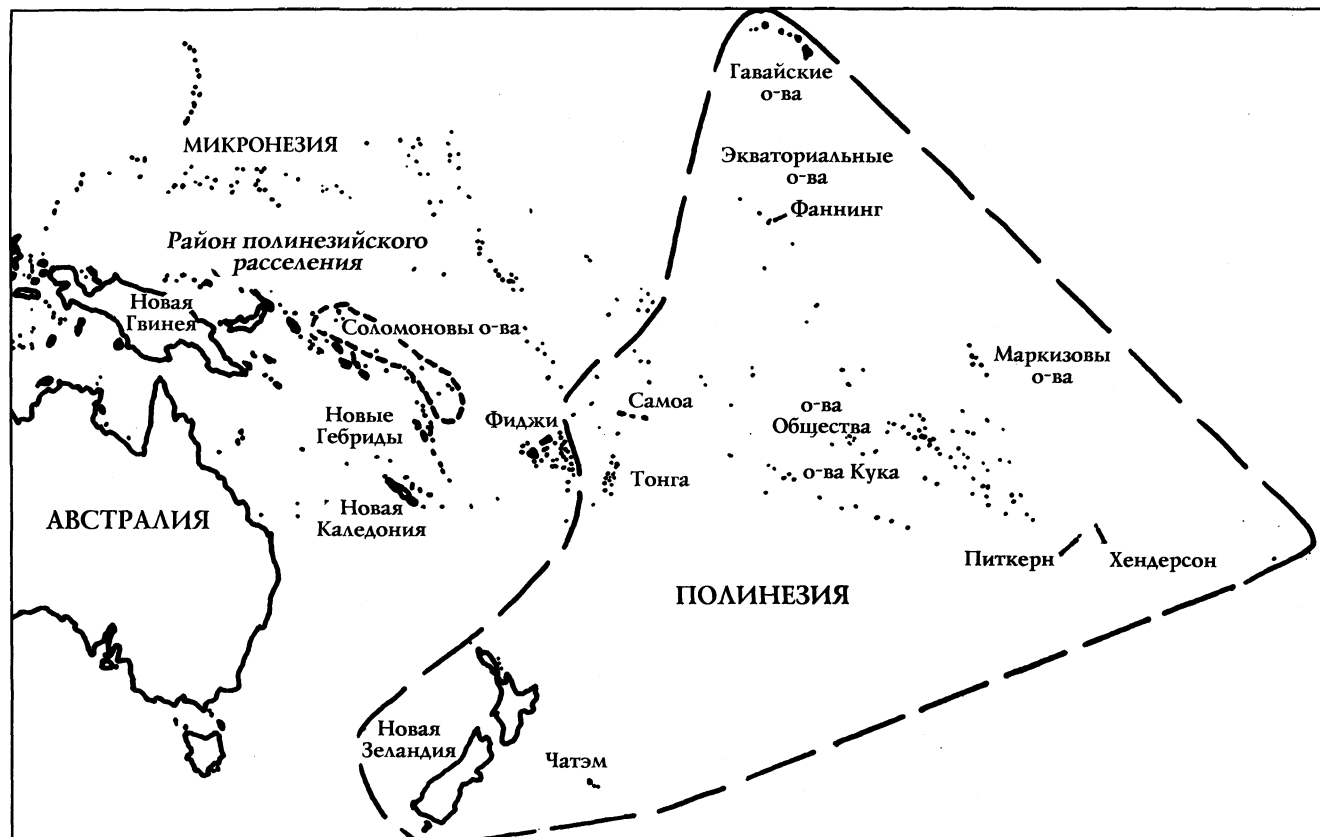 Гавайские
о-ва
МИКРОНЕЗИЯ
Экваториальные
о-ва
Фаннинг
Район полинезийского
расселения
Новая
Гвинея
Соломоновы о-ва
Маркизовы
о-ва
Самоа
о-ва
Общества
Новые
Гебриды
Фиджи
о-ва Кука
Тонга
Новая
Каледония
АВСТРАЛИЯ
Питкерн
Хендерсон
ПОЛИНЕЗИЯ
Новая
Зеландия
Чатэм